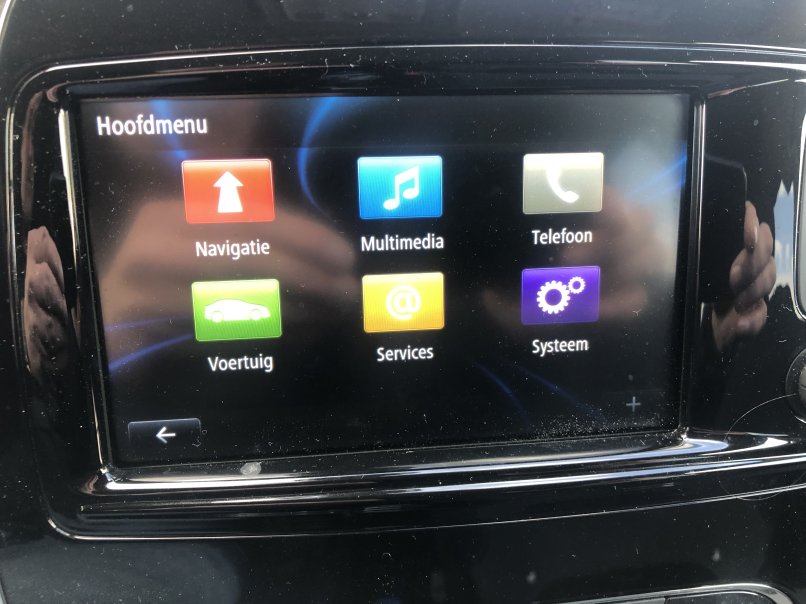 Hoofdmenu
Navigatie
Multimedia
Telefoon
Voertuig
@
Services
Systeem
+